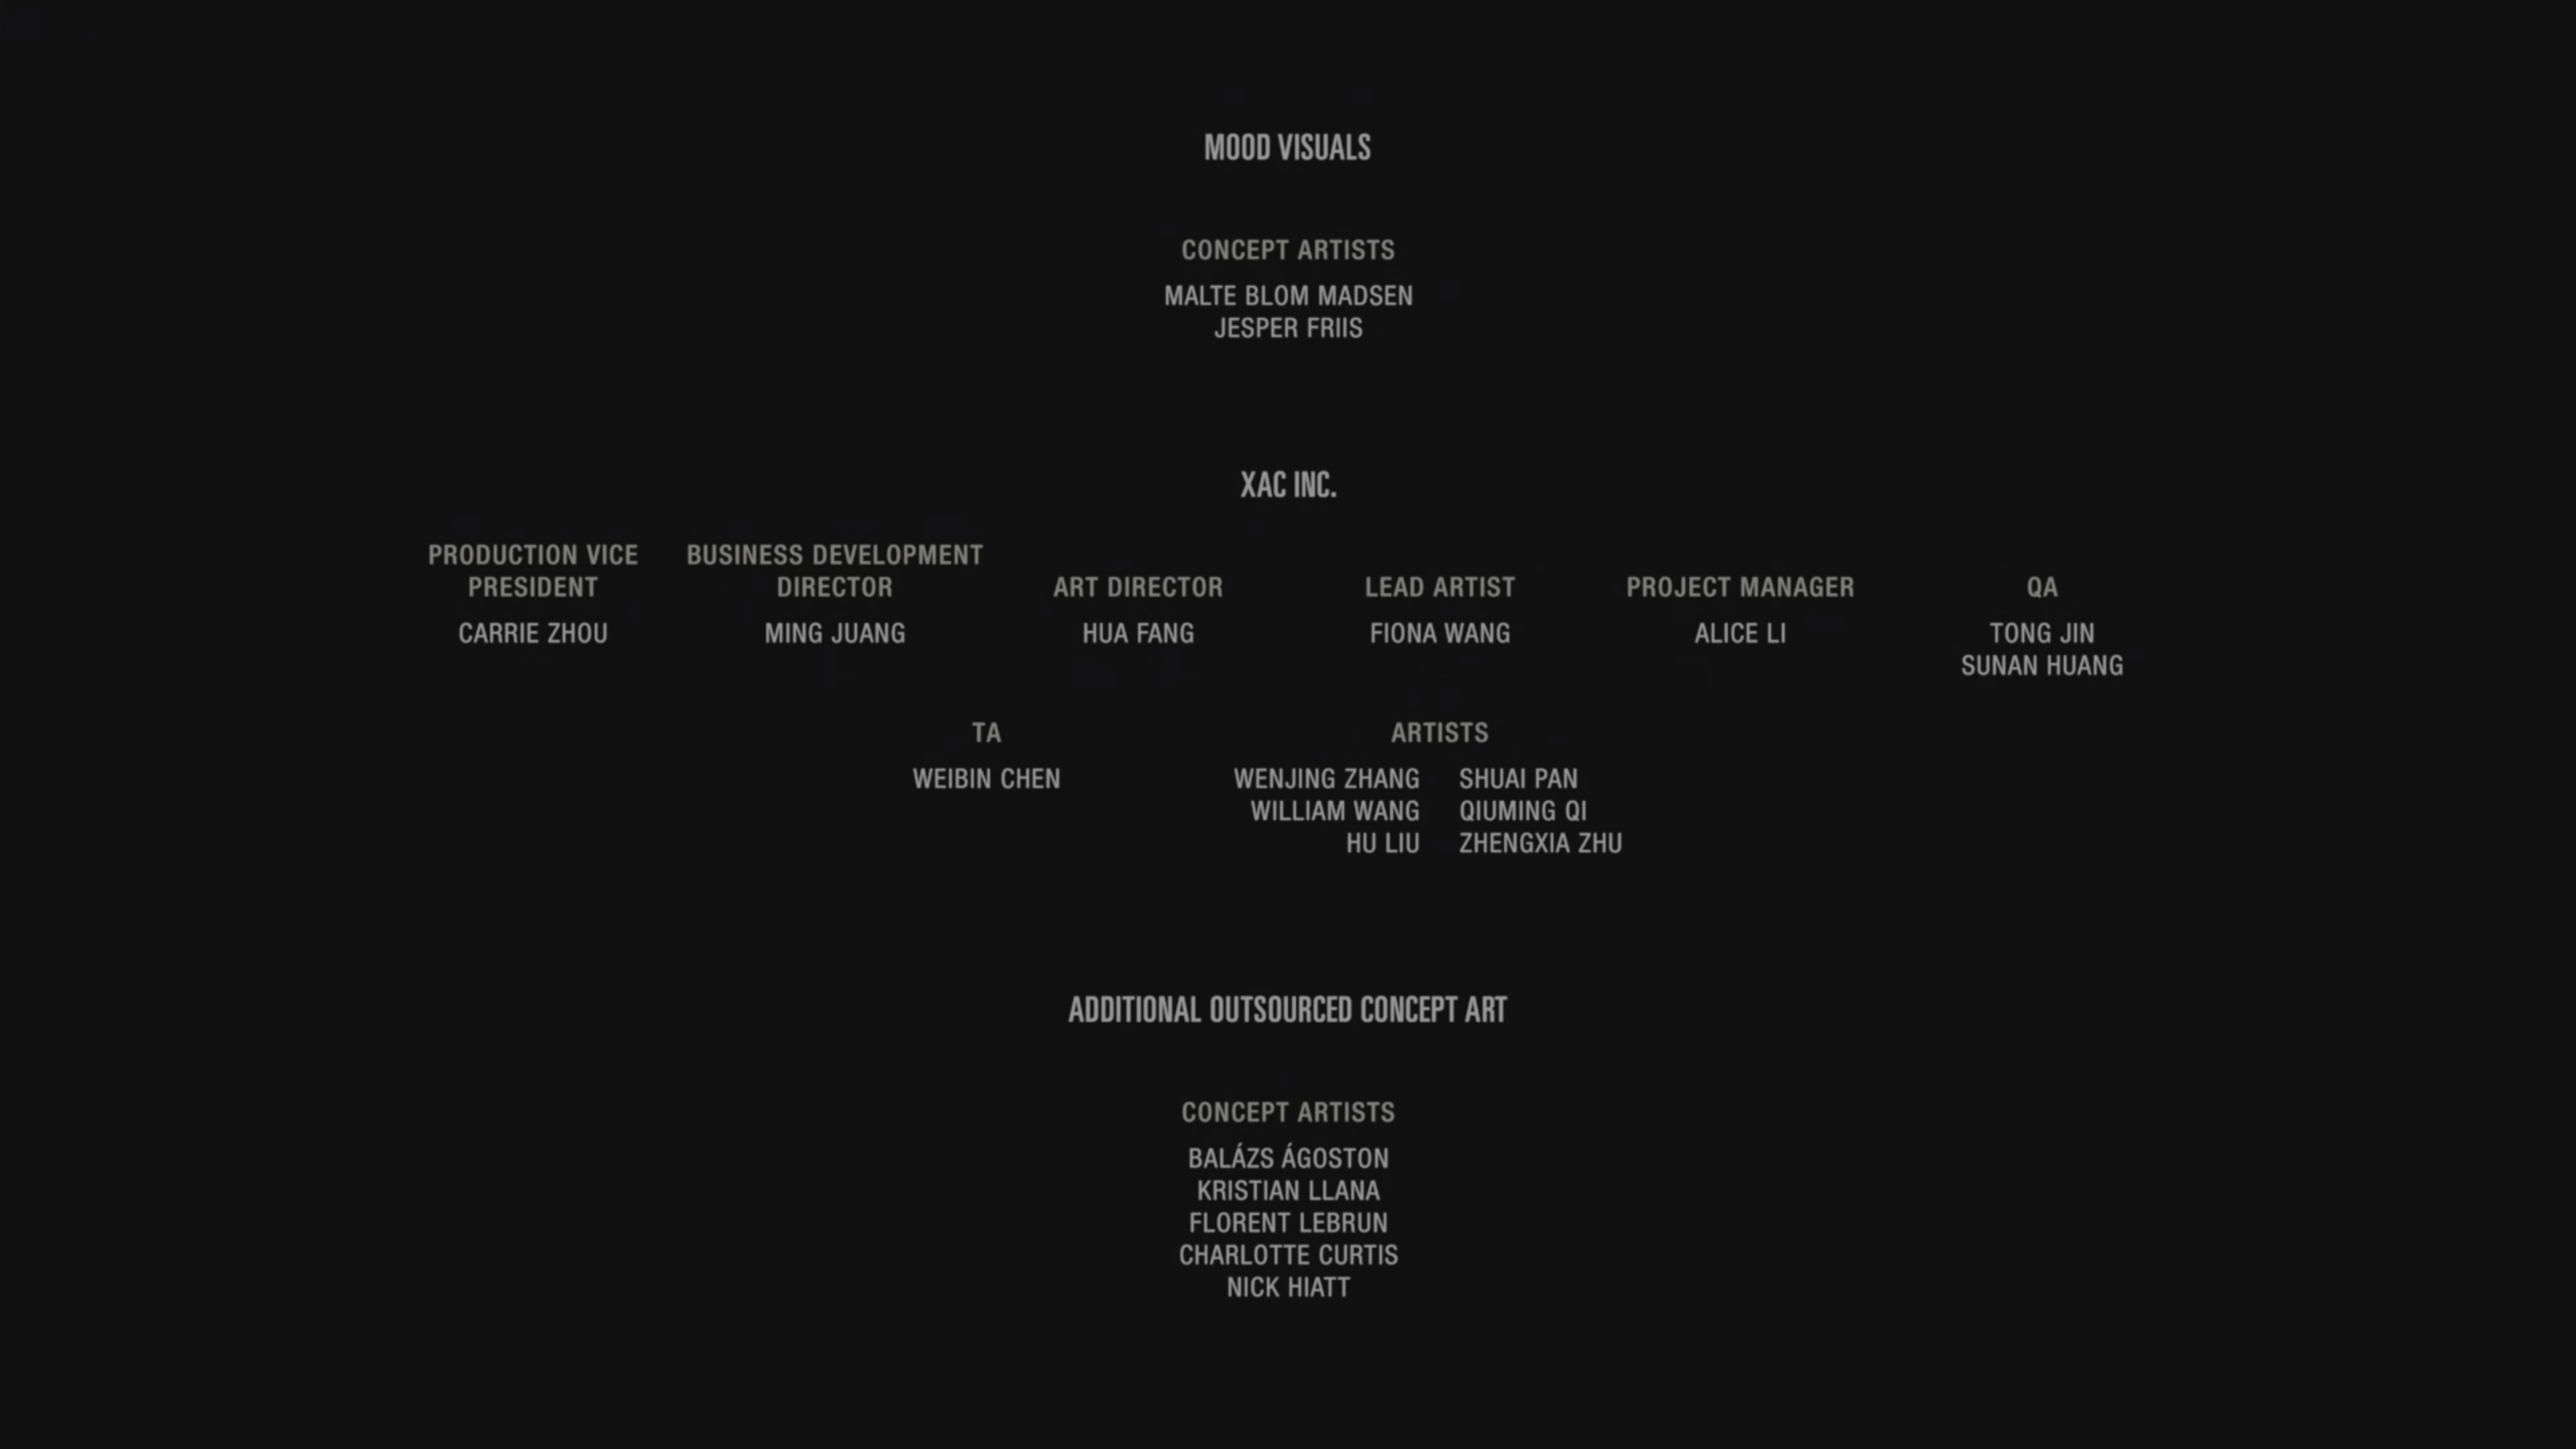 MOOD VISUALS
CONCEPT ARTISTS
MALTE BLOM MADSEN
JESPER FRIIS
XAC INC.
PRODUCTION VICE
PRESIDENT
CARRIE ZHOU
BUSINESS DEVELOPMENT
DIRECTOR
MING JUANG
ART DIRECTOR
HUA FANG
LEAD ARTIST
FIONA WANG
PROJECT MANAGER
ALICE LI
QA
TONG JIN
SUNAN HUANG
TA
WEIBIN CHEN
ARTISTS
WENJING ZHANG SHUAI PAN
WILLIAM WANG QIUMING QI
HU LIU ZHENGXIA ZHU
ADDITIONAL OUTSOURCED CONCEPT ART
CONCEPT ARTISTS
BALÁZS ÁGOSTON
KRISTIAN LLANA
FLORENT LEBRUN
CHARLOTTE CURTIS
NICK HIATT